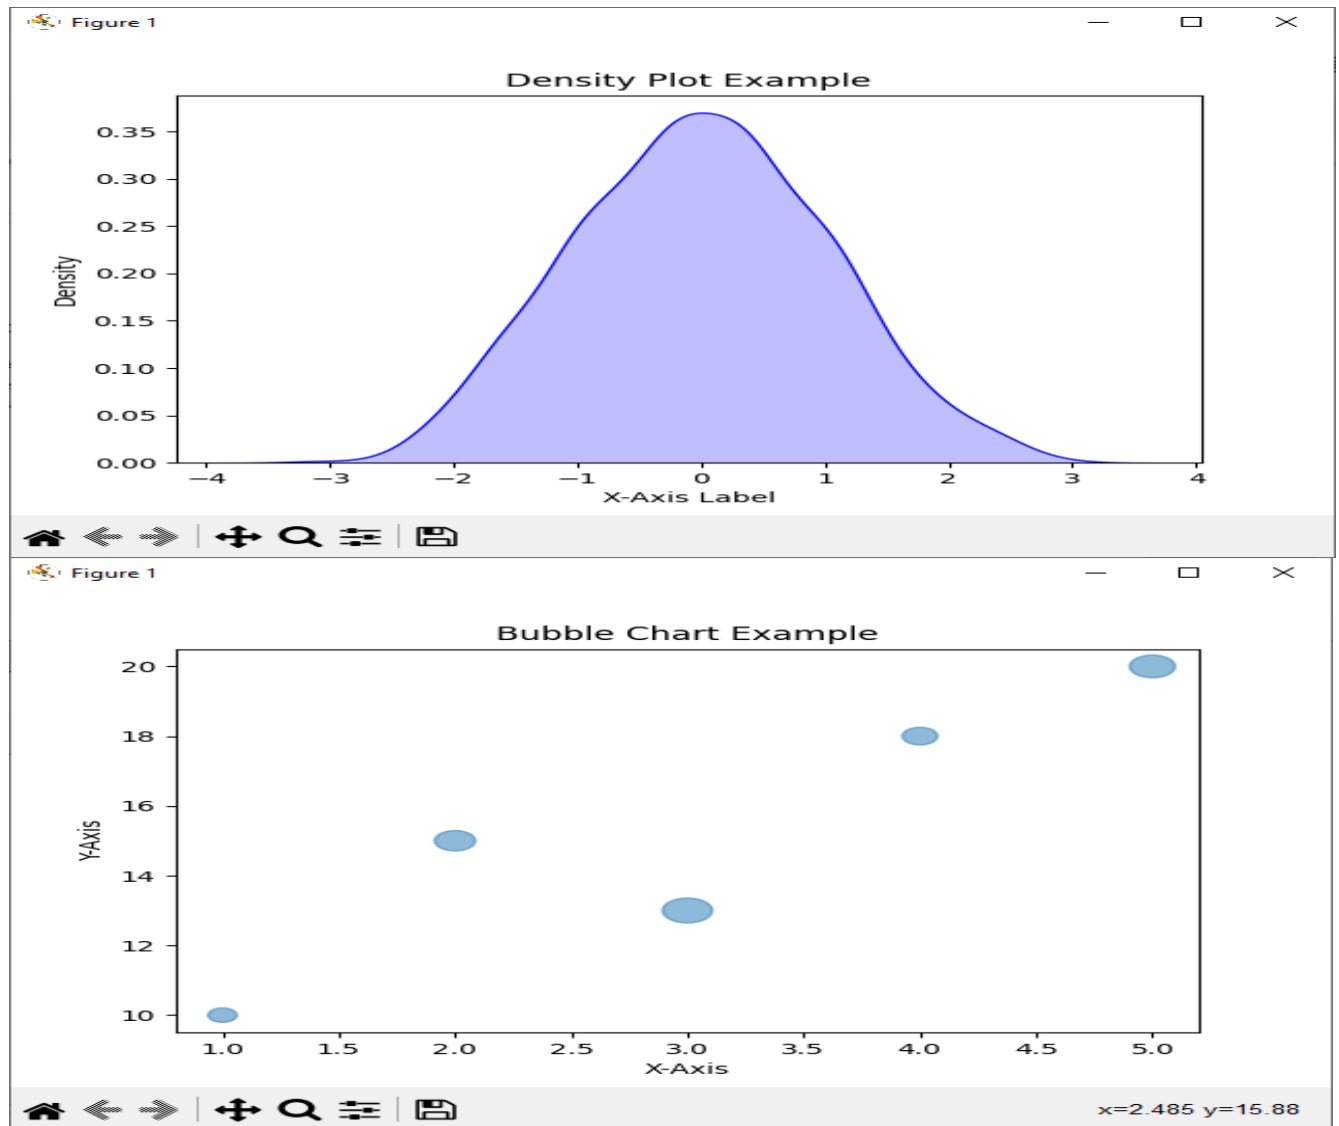 Figure 1
Density Plot Example
0.35
0.30
0.25
0.20
0.15
0.10
0.05
0.00
Density
−4 −3 −2 −1 0 1 2 3 4
X-Axis Label
Figure 1
Bubble Chart Example
20
18
16
14
12
10
Y-Axis
1.0 1.5 2.0 2.5 3.0 3.5 4.0 4.5 5.0
X-Axis
x=2.485 y=15.88